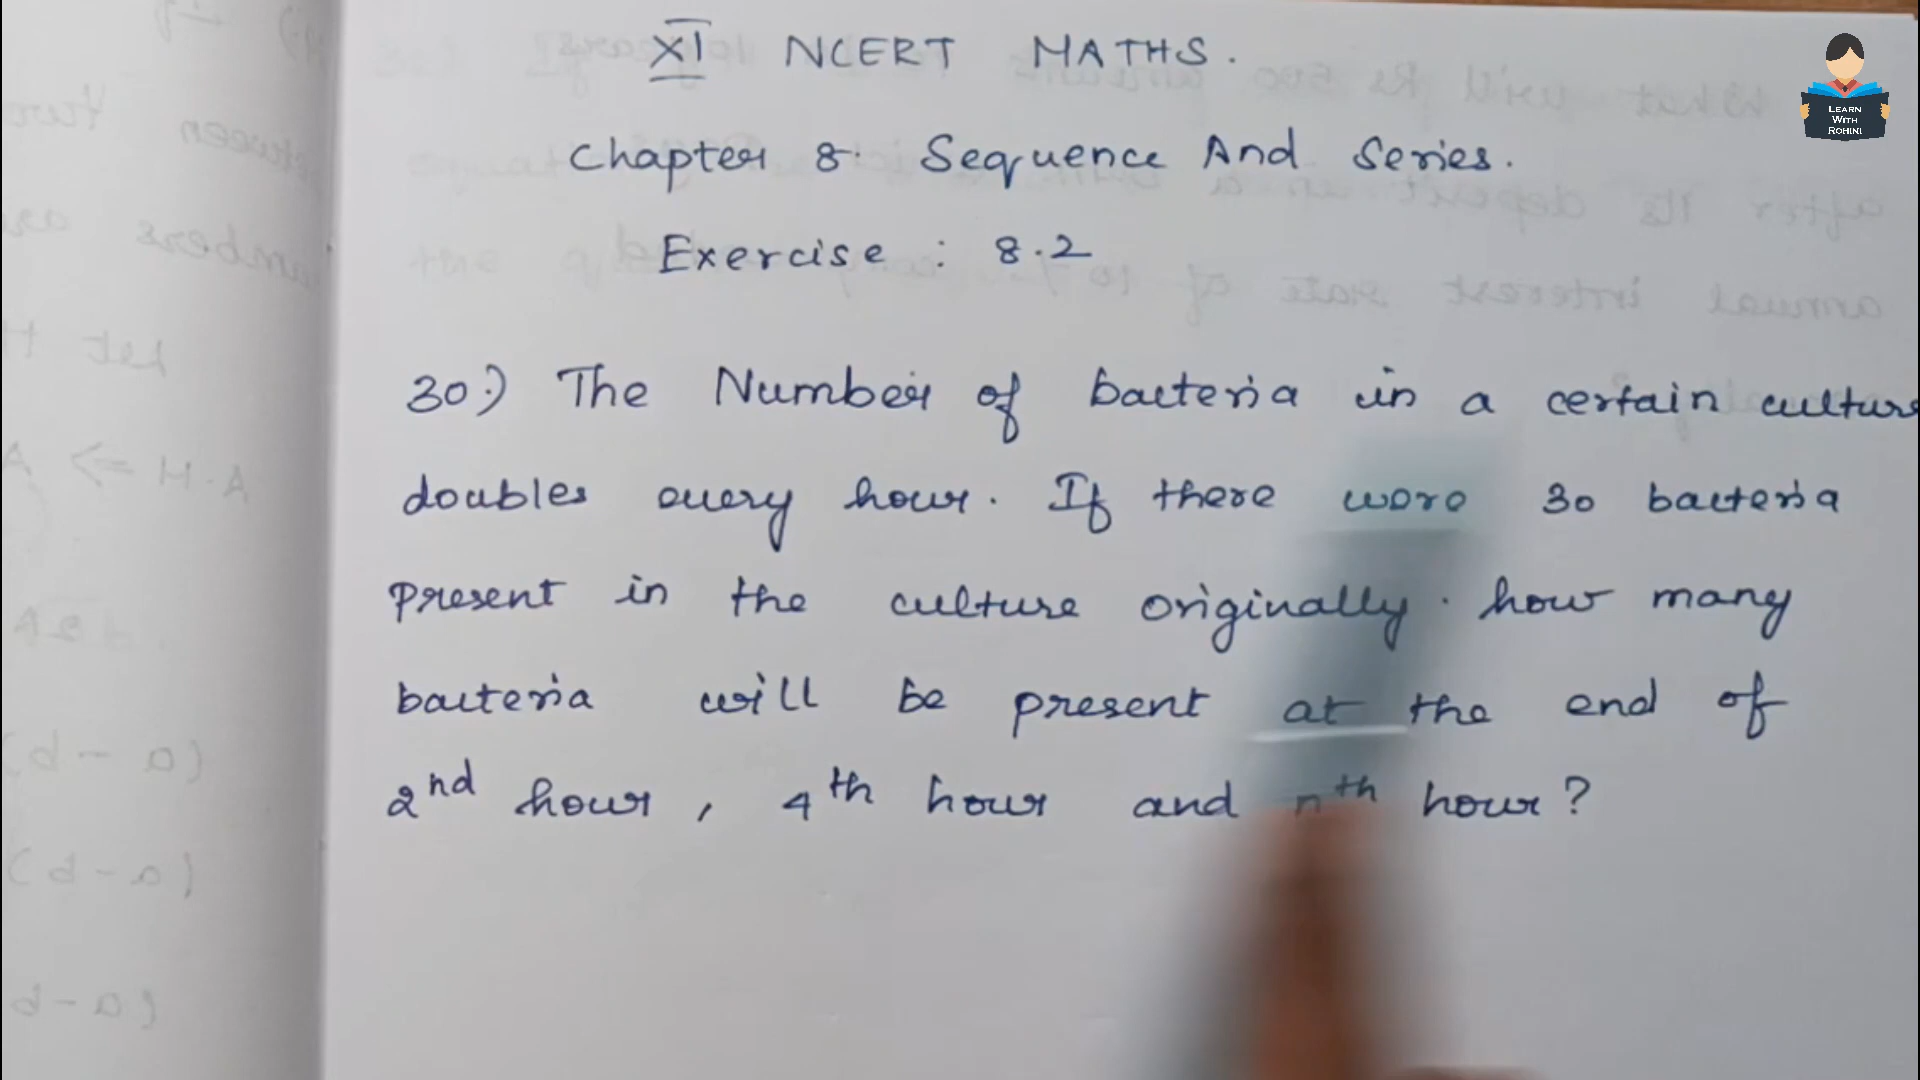 XI NCERT MATHS.
Chapter 8. Sequence And Series.
Exercise : 8.2
30.) The Number of bacteria in a certain culture
doubles every hour. If there were 30 bacteria
present in the culture originally. how many
bacteria will be present at the end of
2nd hour, 4th hour and nth hour?
LEARN
WITH
ROHINI